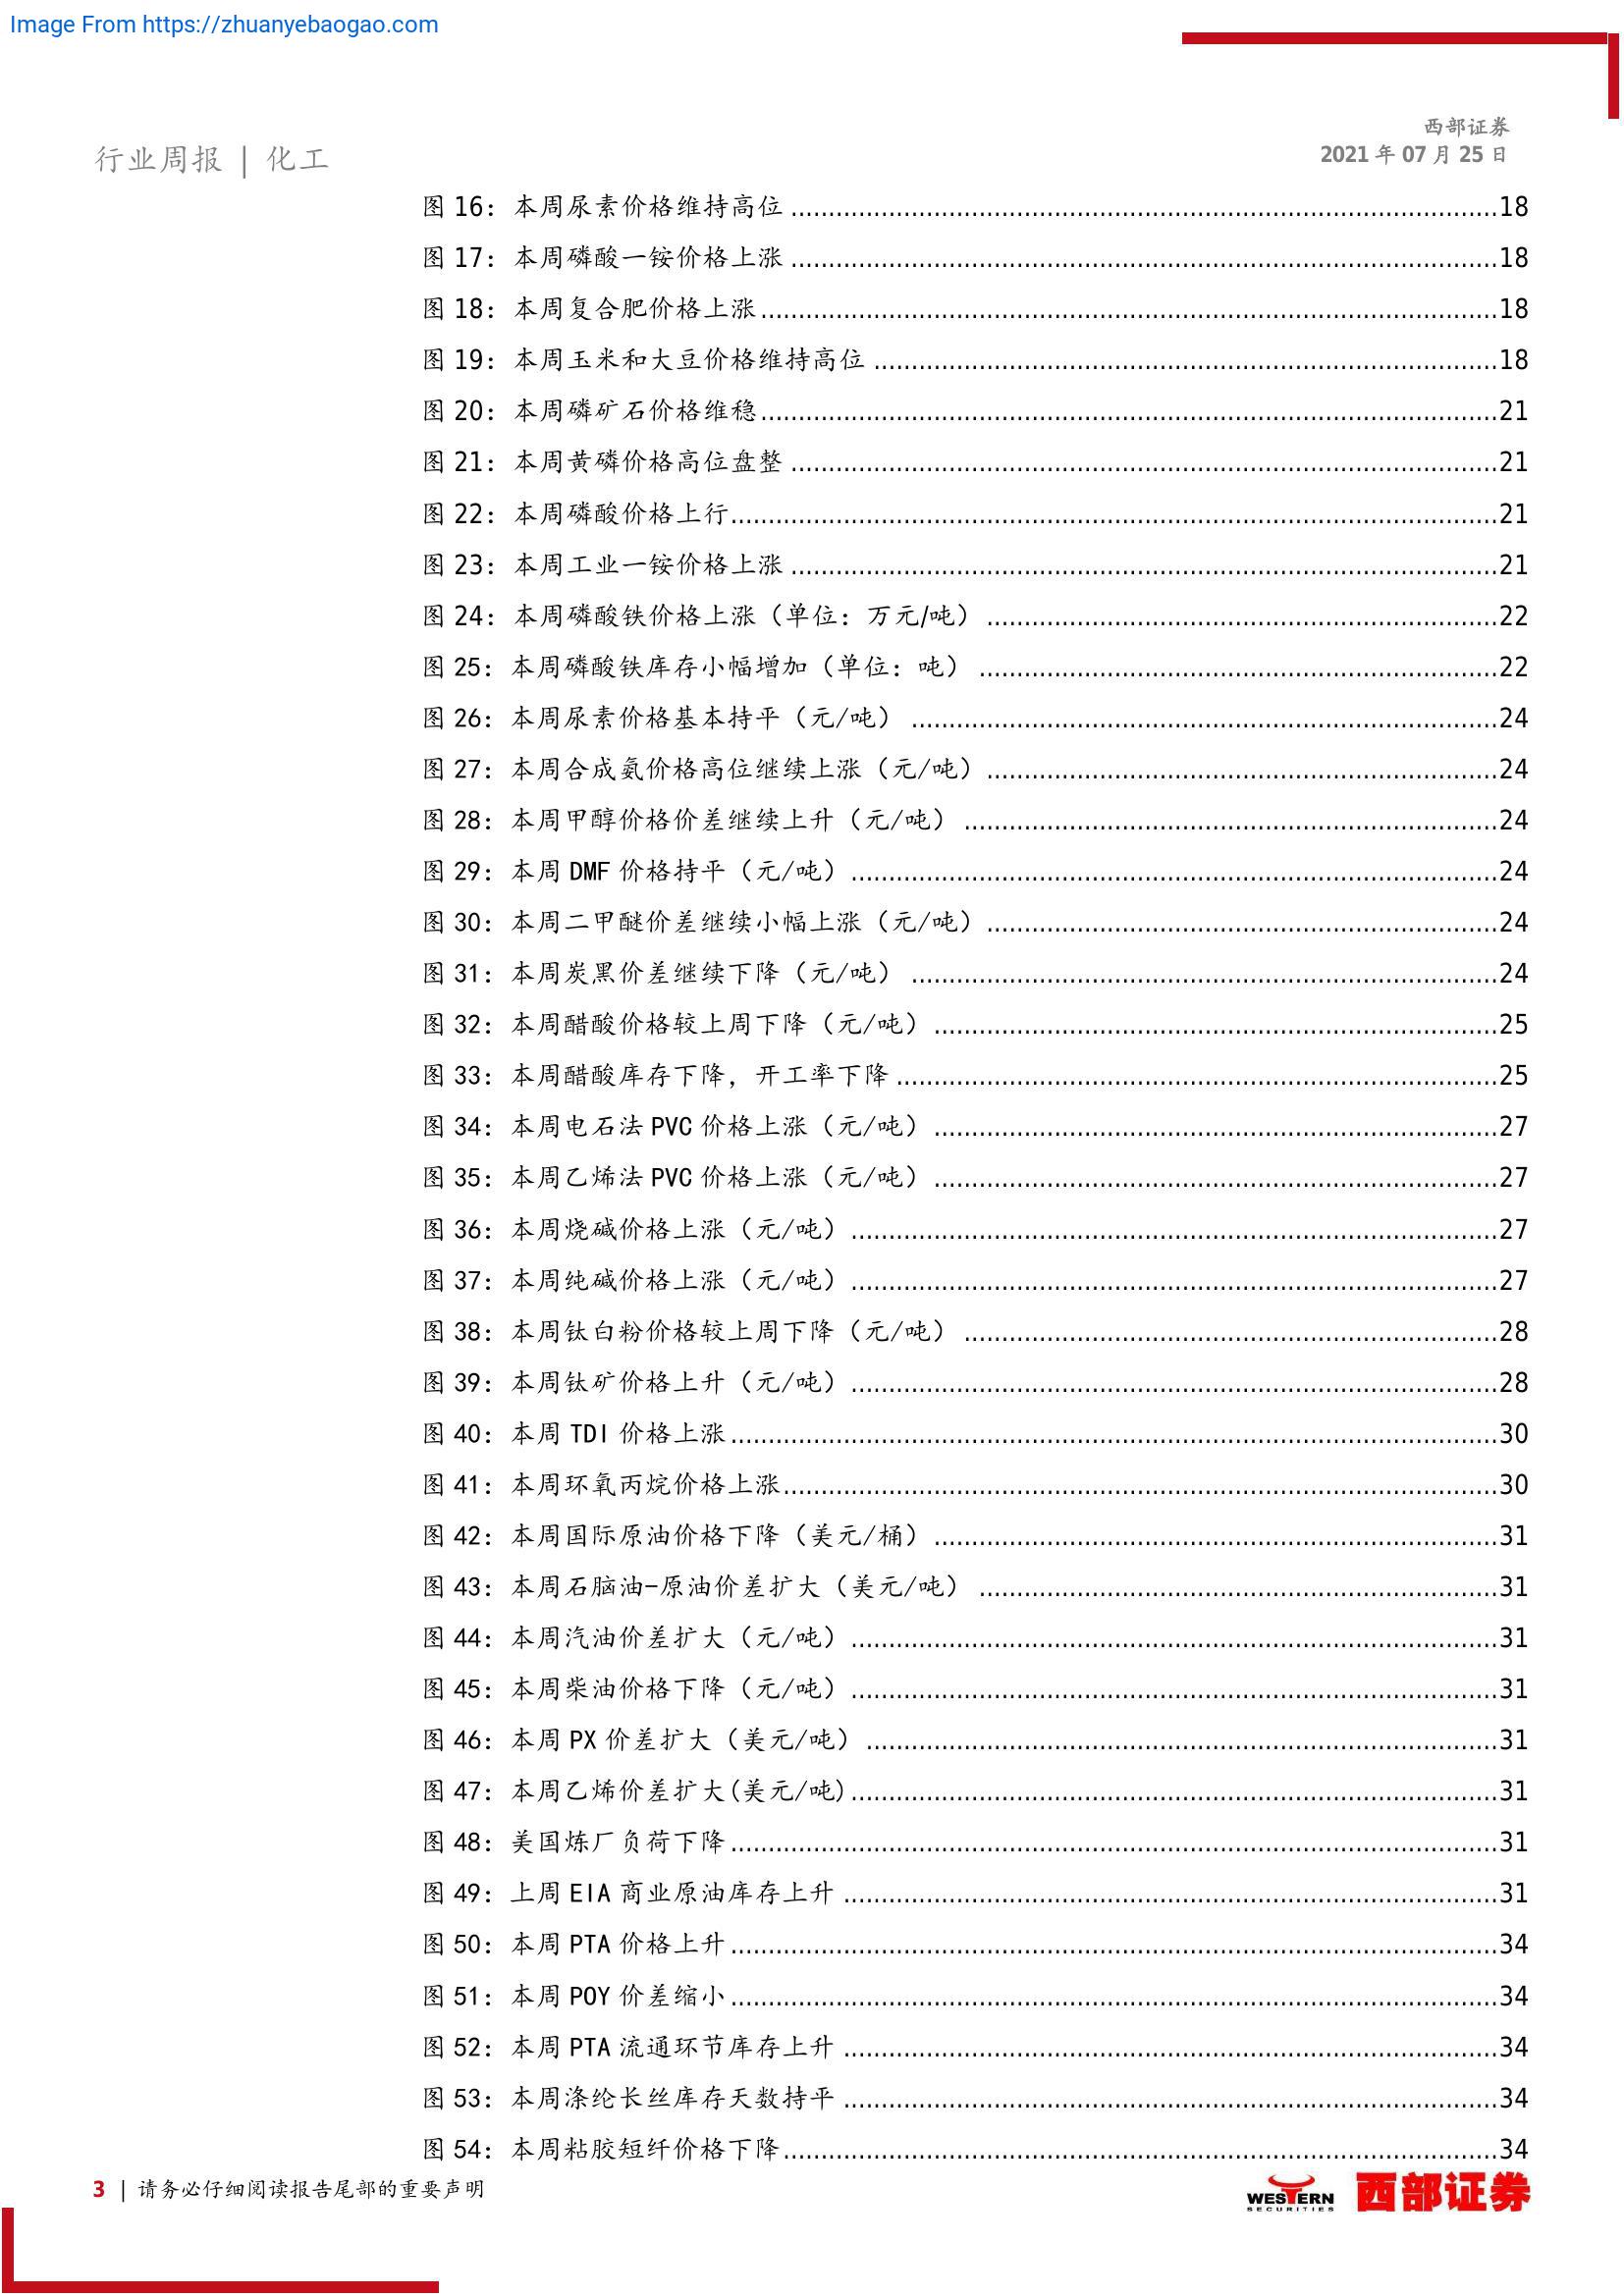 Image From https://zhuanyebaogao.com
西部证券
行业周报 | 化工
2021 年 07 月 25 日
图 16：本周尿素价格维持高位 ........ 18
图 17：本周磷酸一铵价格上涨 ........ 18
图 18：本周复合肥价格上涨 ........ 18
图 19：本周玉米和大豆价格维持高位 ........ 18
图 20：本周磷矿石价格维稳 ........ 21
图 21：本周黄磷价格高位盘整 ........ 21
图 22：本周磷酸价格上行 ........ 21
图 23：本周工业一铵价格上涨 ........ 21
图 24：本周磷酸铁价格上涨（单位：万元/吨） ........ 22
图 25：本周磷酸铁库存小幅增加（单位：吨） ........ 22
图 26：本周尿素价格基本持平（元/吨） ........ 24
图 27：本周合成氨价格高位继续上涨（元/吨） ........ 24
图 28：本周甲醇价格价差继续上升（元/吨） ........ 24
图 29：本周 DMF 价格持平（元/吨） ........ 24
图 30：本周二甲醚价差继续小幅上涨（元/吨） ........ 24
图 31：本周炭黑价差继续下降（元/吨） ........ 24
图 32：本周醋酸价格较上周下降（元/吨） ........ 25
图 33：本周醋酸库存下降，开工率下降 ........ 25
图 34：本周电石法 PVC 价格上涨（元/吨） ........ 27
图 35：本周乙烯法 PVC 价格上涨（元/吨） ........ 27
图 36：本周烧碱价格上涨（元/吨） ........ 27
图 37：本周纯碱价格上涨（元/吨） ........ 27
图 38：本周钛白粉价格较上周下降（元/吨） ........ 28
图 39：本周钛矿价格上升（元/吨） ........ 28
图 40：本周 TDI 价格上涨 ........ 30
图 41：本周环氧丙烷价格上涨 ........ 30
图 42：本周国际原油价格下降（美元/桶） ........ 31
图 43：本周石脑油-原油价差扩大（美元/吨） ........ 31
图 44：本周汽油价差扩大（元/吨） ........ 31
图 45：本周柴油价格下降（元/吨） ........ 31
图 46：本周 PX 价差扩大（美元/吨） ........ 31
图 47：本周乙烯价差扩大(美元/吨) ........ 31
图 48：美国炼厂负荷下降 ........ 31
图 49：上周 EIA 商业原油库存上升 ........ 31
图 50：本周 PTA 价格上升 ........ 34
图 51：本周 POY 价差缩小 ........ 34
图 52：本周 PTA 流通环节库存上升 ........ 34
图 53：本周涤纶长丝库存天数持平 ........ 34
图 54：本周粘胶短纤价格下降 ........ 34
3 | 请务必仔细阅读报告尾部的重要声明
WESTERN
SECURITIES
西部证券